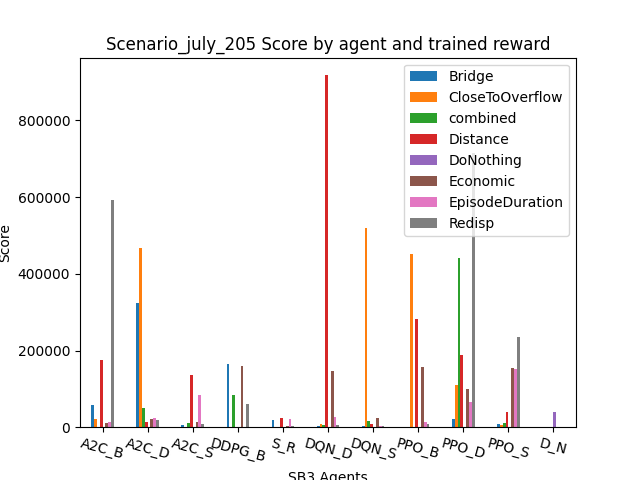 Scenario_july_205 Score by agent and trained reward
Bridge
CloseToOverflow
combined
Distance
DoNothing
Economic
EpisodeDuration
Redisp
Score
800000
600000
400000
200000
0
A2C_B A2C_D A2C_S DDPG_B S_R DQN_D DQN_S PPO_B PPO_D PPO_S D_N
SB3 Agents